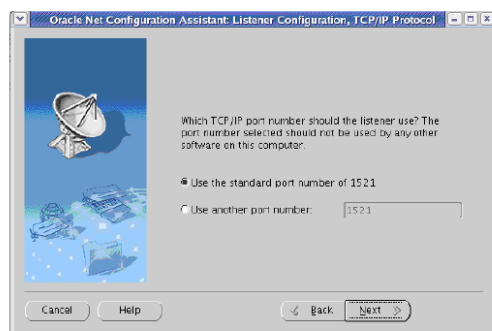 Oracle Net Configuration Assistant: Listener Configuration, TCP/IP Protocol
Which TCP/IP port number should the listener use? The
port number selected should not be used by any other
software on this computer.
Use the standard port number of 1521
Use another port number: 1521
Cancel Help Back Next